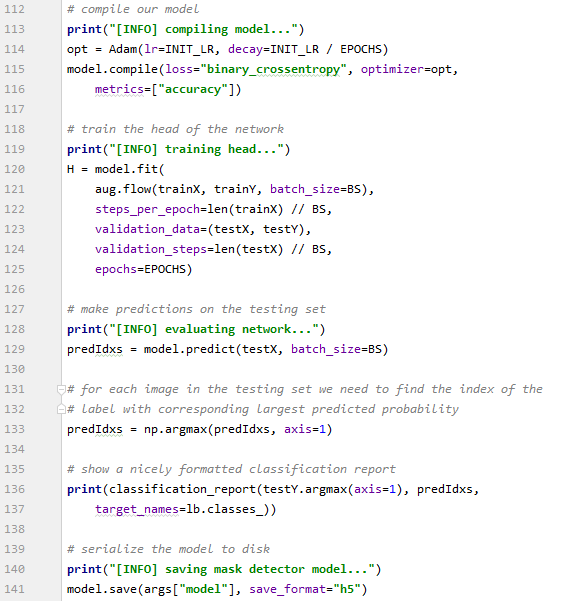 112 # compile our model
113 print("[INFO] compiling model...")
114 opt = Adam(lr=INIT_LR, decay=INIT_LR / EPOCHS)
115 model.compile(loss="binary_crossentropy", optimizer=opt,
116     metrics=["accuracy"])
117
118 # train the head of the network
119 print("[INFO] training head...")
120 H = model.fit(
121     aug.flow(trainX, trainY, batch_size=BS),
122     steps_per_epoch=len(trainX) // BS,
123     validation_data=(testX, testY),
124     validation_steps=len(testX) // BS,
125     epochs=EPOCHS)
126
127 # make predictions on the testing set
128 print("[INFO] evaluating network...")
129 predIdxs = model.predict(testX, batch_size=BS)
130
131 # for each image in the testing set we need to find the index of the
132 # label with corresponding largest predicted probability
133 predIdxs = np.argmax(predIdxs, axis=1)
134
135 # show a nicely formatted classification report
136 print(classification_report(testY.argmax(axis=1), predIdxs,
137     target_names=lb.classes_))
138
139 # serialize the model to disk
140 print("[INFO] saving mask detector model...")
141 model.save(args["model"], save_format="h5")